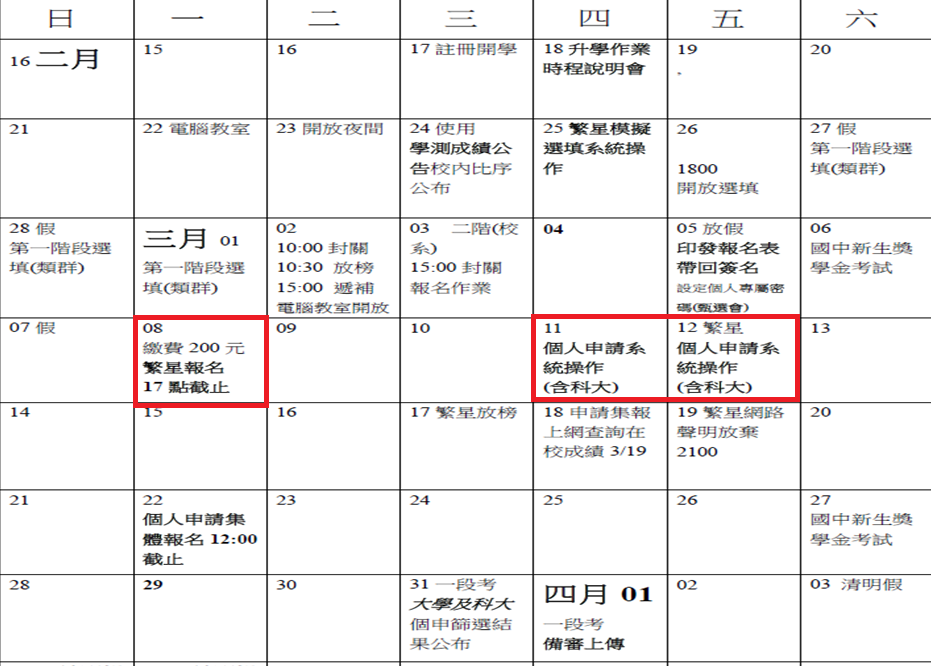 日 一 二 三 四 五 六
16 二月
15
16
17 註冊開學
18 升學作業
時程說明會
19
.
20
21
22 電腦教室
23 開放夜間
24 使用
學測成績公
告校內比序
公布
25 繁星模擬
選填系統操
作
26
1800
開放選填
27 假
第一階段選
填(類群)
28 假
第一階段選
填(類群)
三月 01
第一階段選
填(類群)
02
10:00 封關
10:30 放榜
15:00 遞補
電腦教室開放
03 二階(校
系)
15:00 封關
報名作業
04
05 放假
印發報名表
帶回簽名
設定個人專屬密
碼(甄選會)
06
國中新生獎
學金考試
07 假
08
繳費 200 元
繁星報名
17 點截止
09
10
11
個人申請系
統操作
(含科大)
12 繁星
個人申請系
統操作
(含科大)
13
14
15
16
17 繁星放榜
18 申請集報
上網查詢在
校成績 3/19
19 繁星網路
聲明放棄
2100
20
21
22
個人申請集
體報名 12:00
截止
23
24
25
26
27
國中新生獎
學金考試
28
29
30
31 一段考
大學及科大
個申篩選結
果公布
四月 01
一段考
備審上傳
02
03 清明假